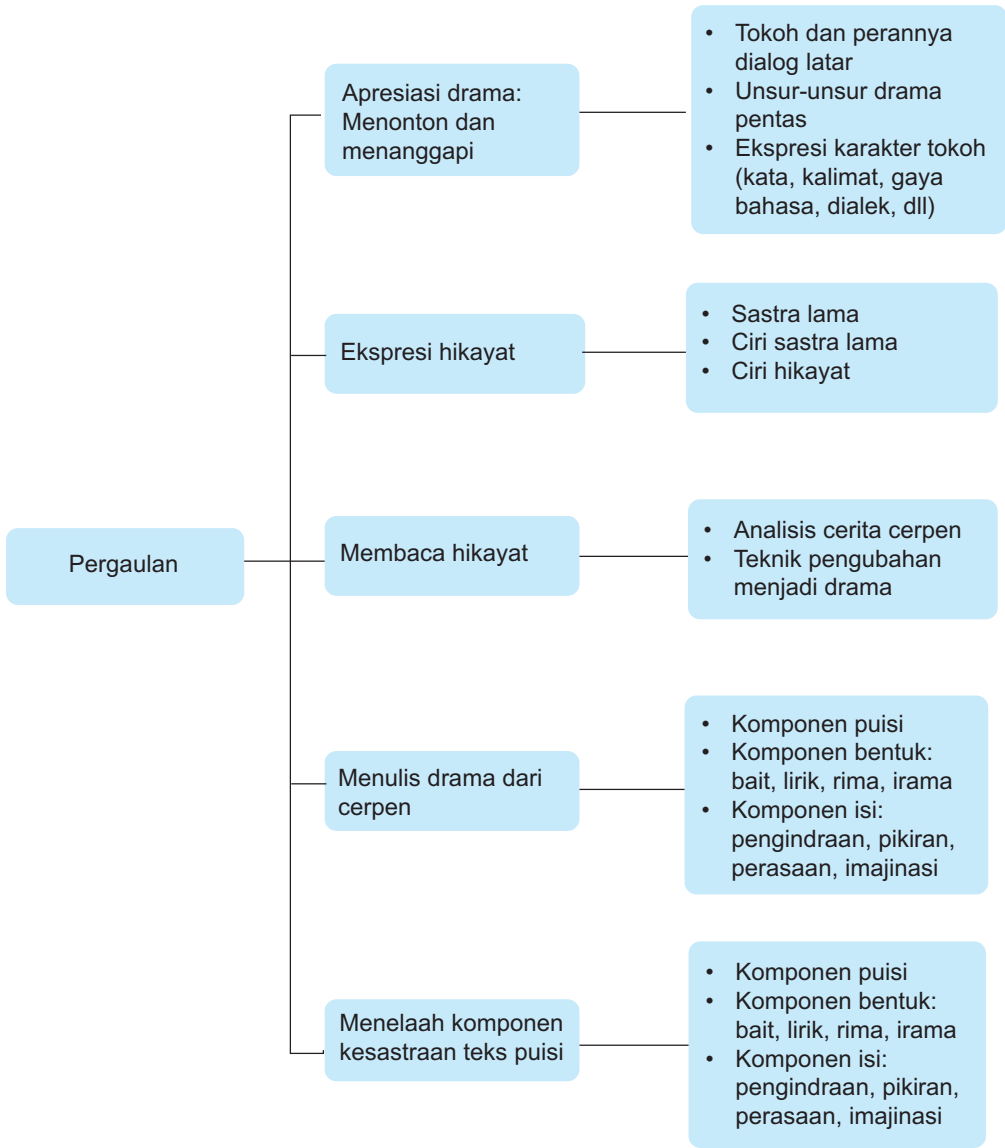 Pergaulan
Apresiasi drama:
Menonton dan
menanggapi
• Tokoh dan perannya
dialog latar
• Unsur-unsur drama
pentas
• Ekspresi karakter tokoh
(kata, kalimat, gaya
bahasa, dialek, dll)
Ekspresi hikayat
• Sastra lama
• Ciri sastra lama
• Ciri hikayat
Membaca hikayat
• Analisis cerita cerpen
• Teknik pengubahan
menjadi drama
Menulis drama dari
cerpen
• Komponen puisi
• Komponen bentuk:
bait, lirik, rima, irama
• Komponen isi:
pengindraan, pikiran,
perasaan, imajinasi
Menelaah komponen
kesastraan teks puisi
• Komponen puisi
• Komponen bentuk:
bait, lirik, rima, irama
• Komponen isi:
pengindraan, pikiran,
perasaan, imajinasi